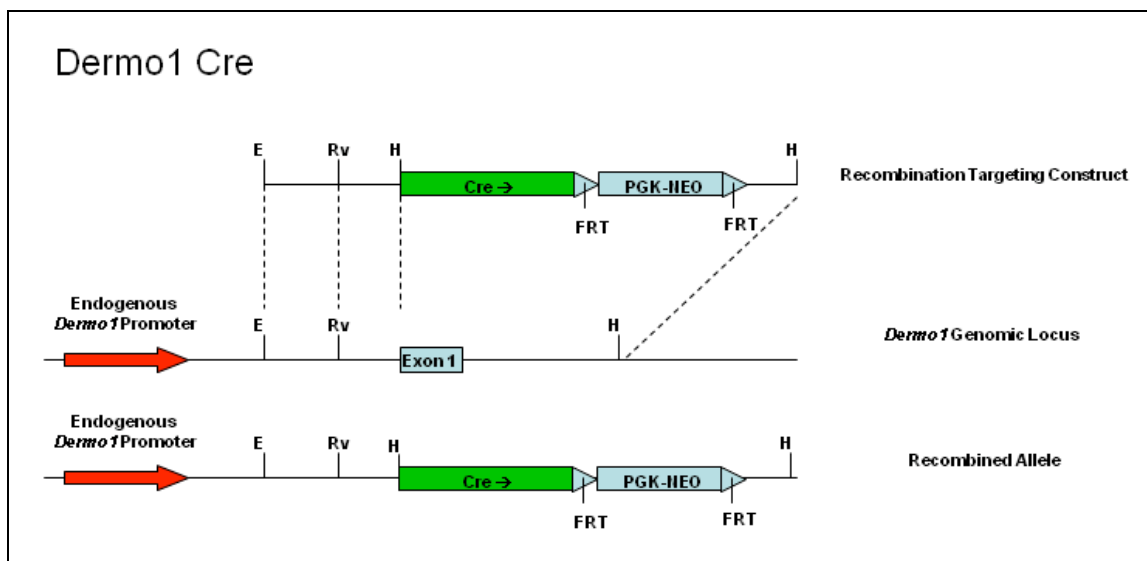 Dermo1 Cre
E Rv H H
Cre → PGK-NEO Recombination Targeting Construct
FRT FRT
Endogenous
Dermo1 Promoter E Rv H
Exon 1 Dermo1 Genomic Locus
Endogenous
Dermo1 Promoter E Rv H H
Cre → PGK-NEO Recombined Allele
FRT FRT